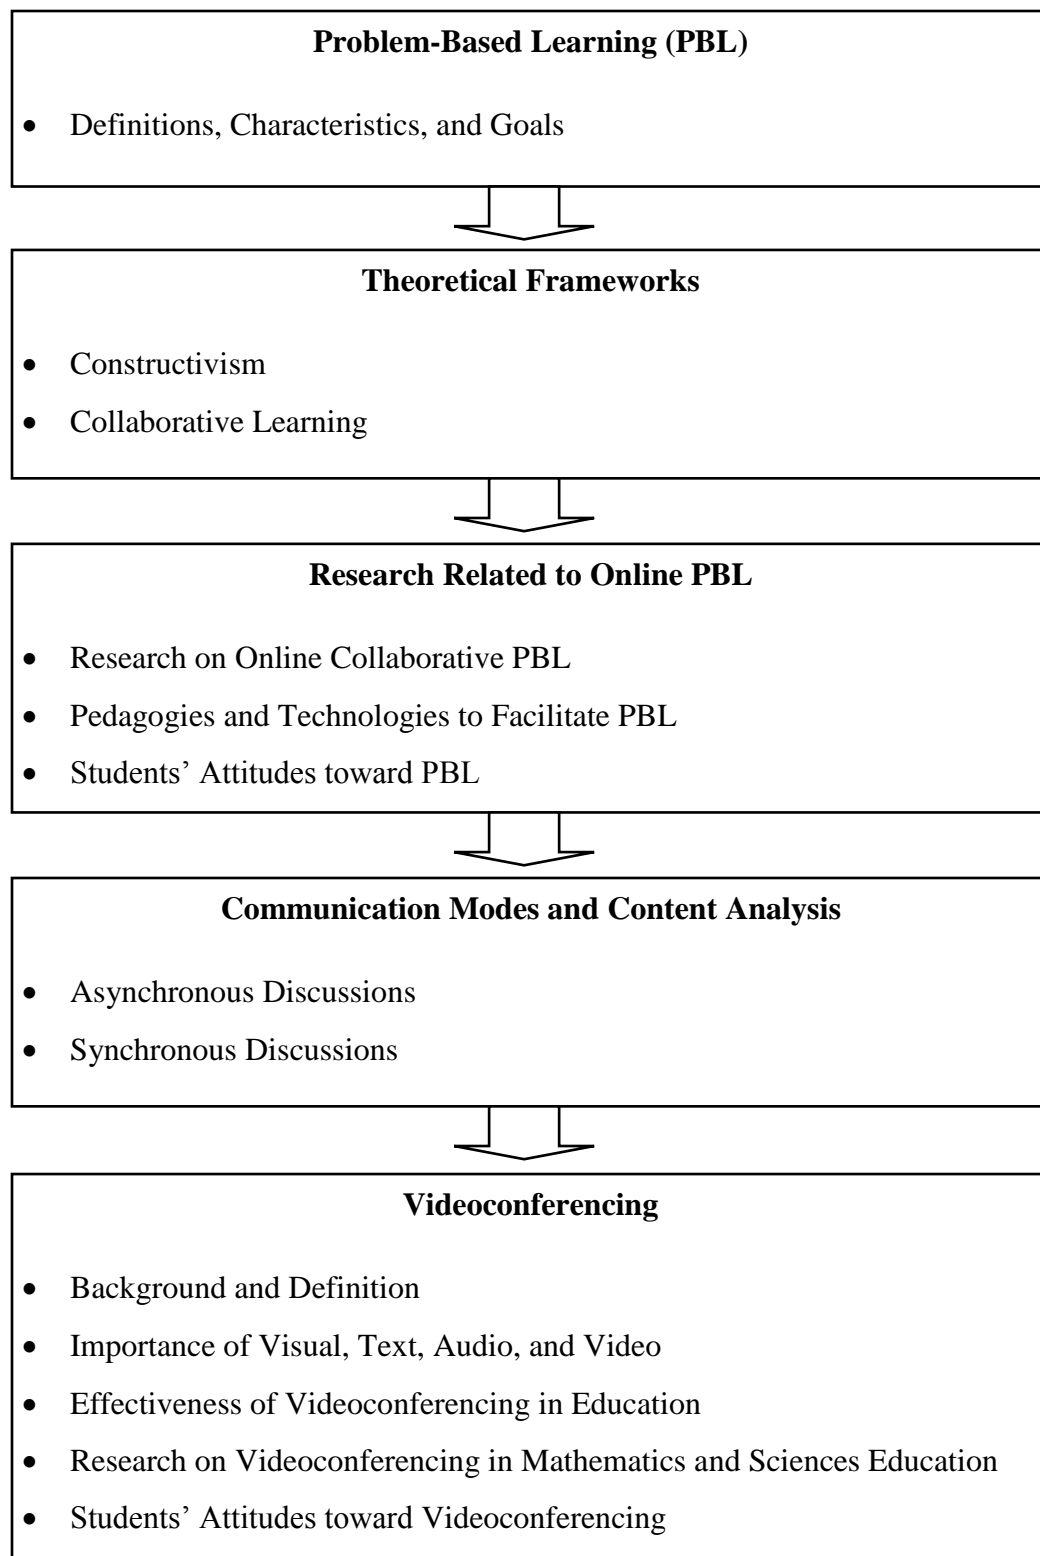 Problem-Based Learning (PBL)
• Definitions, Characteristics, and Goals
Theoretical Frameworks
• Constructivism
• Collaborative Learning
Research Related to Online PBL
• Research on Online Collaborative PBL
• Pedagogies and Technologies to Facilitate PBL
• Students’ Attitudes toward PBL
Communication Modes and Content Analysis
• Asynchronous Discussions
• Synchronous Discussions
Videoconferencing
• Background and Definition
• Importance of Visual, Text, Audio, and Video
• Effectiveness of Videoconferencing in Education
• Research on Videoconferencing in Mathematics and Sciences Education
• Students’ Attitudes toward Videoconferencing